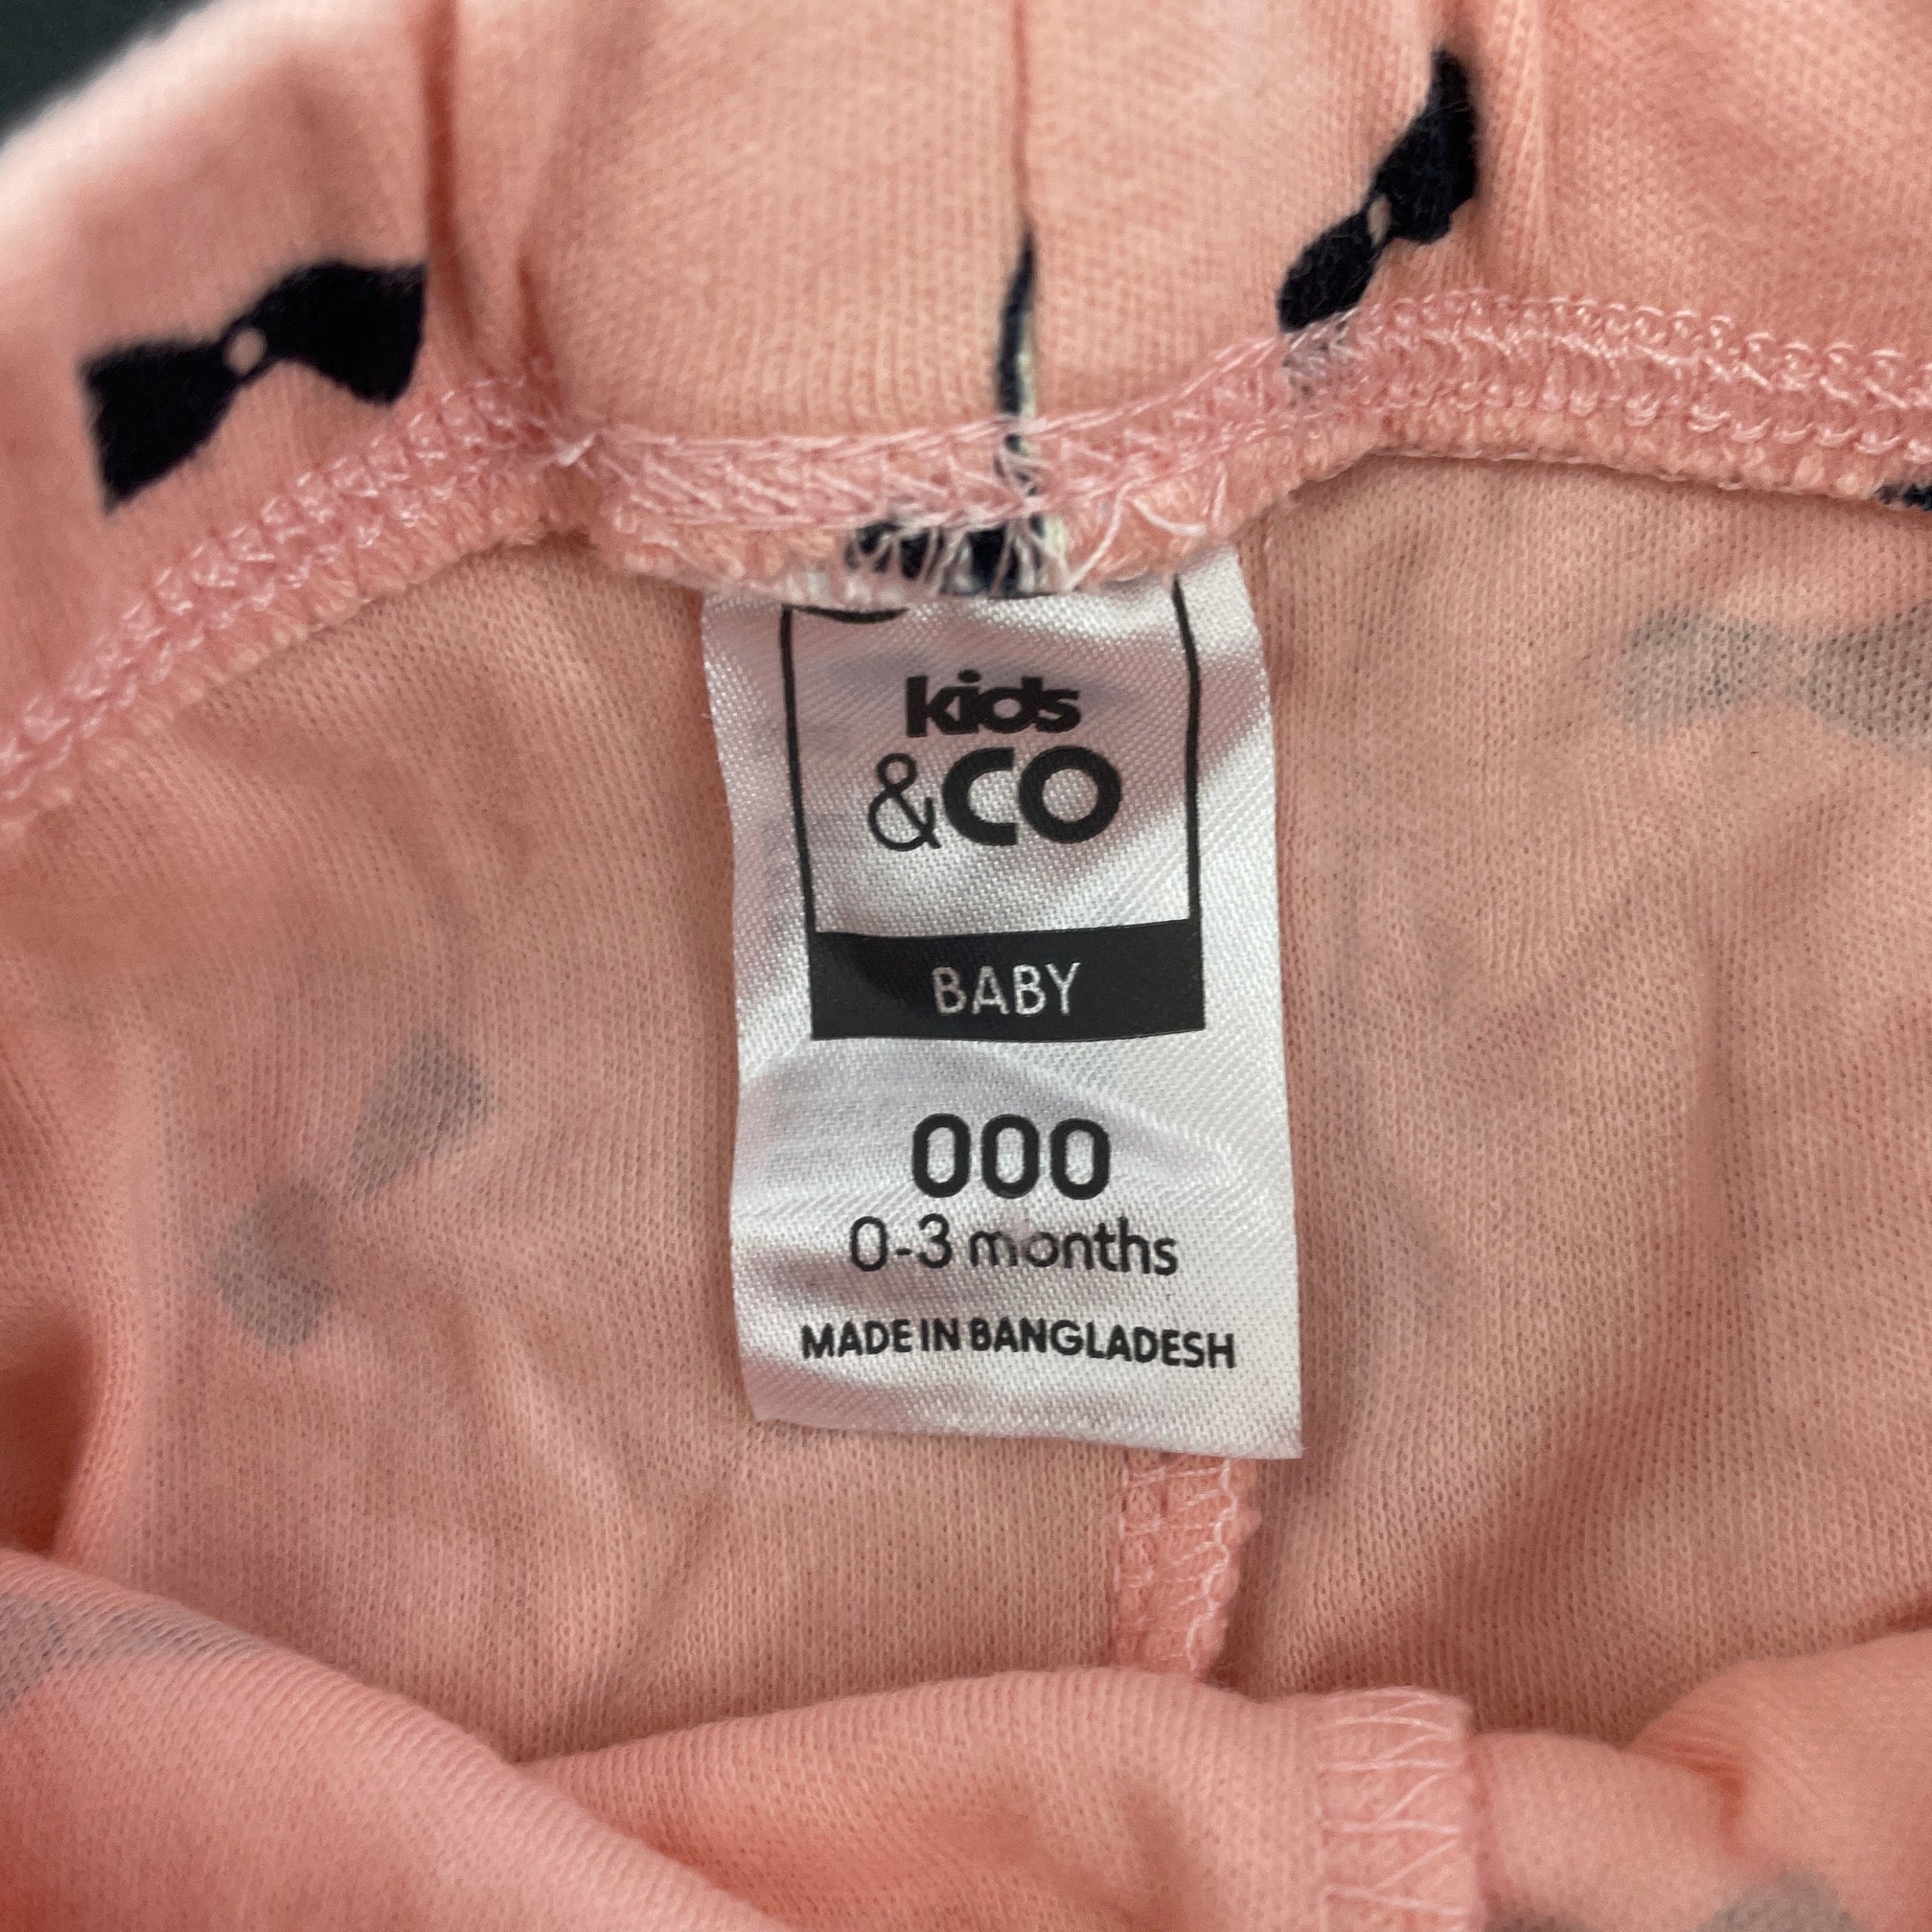 kids
&CO
BABY
000
0-3 months
MADE IN BANGLADESH